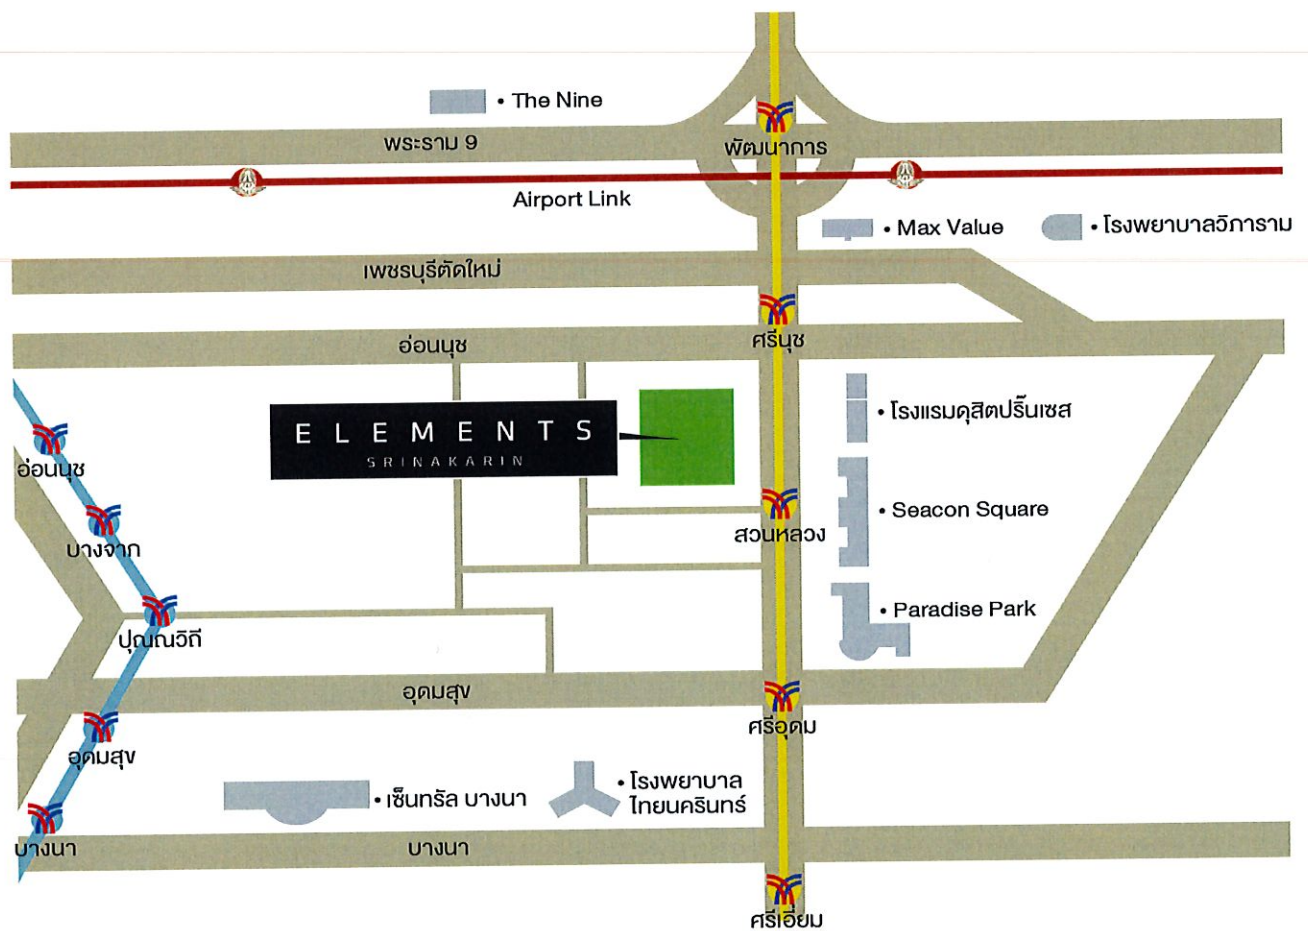 • The Nine
พระราม 9
พัฒนาการ
Airport Link
• Max Value
• โรงพยาบาลวิภาราม
เพชรบุรีตัดใหม่
อ่อนนุช
ศรีนุช
ELEMENTS
SRINAKARIN
• โรงแรมดุสิตปริ๊นเซส
อ่อนนุช
• Seacon Square
สวนหลวง
บางจาก
• Paradise Park
ปุณณวิถี
อุดมสุข
ศรีอุดม
อุดมสุข
• เซ็นทรัล บางนา
• โรงพยาบาล
ไทยนครินทร์
บางนา
บางนา
ศรีเอี่ยม